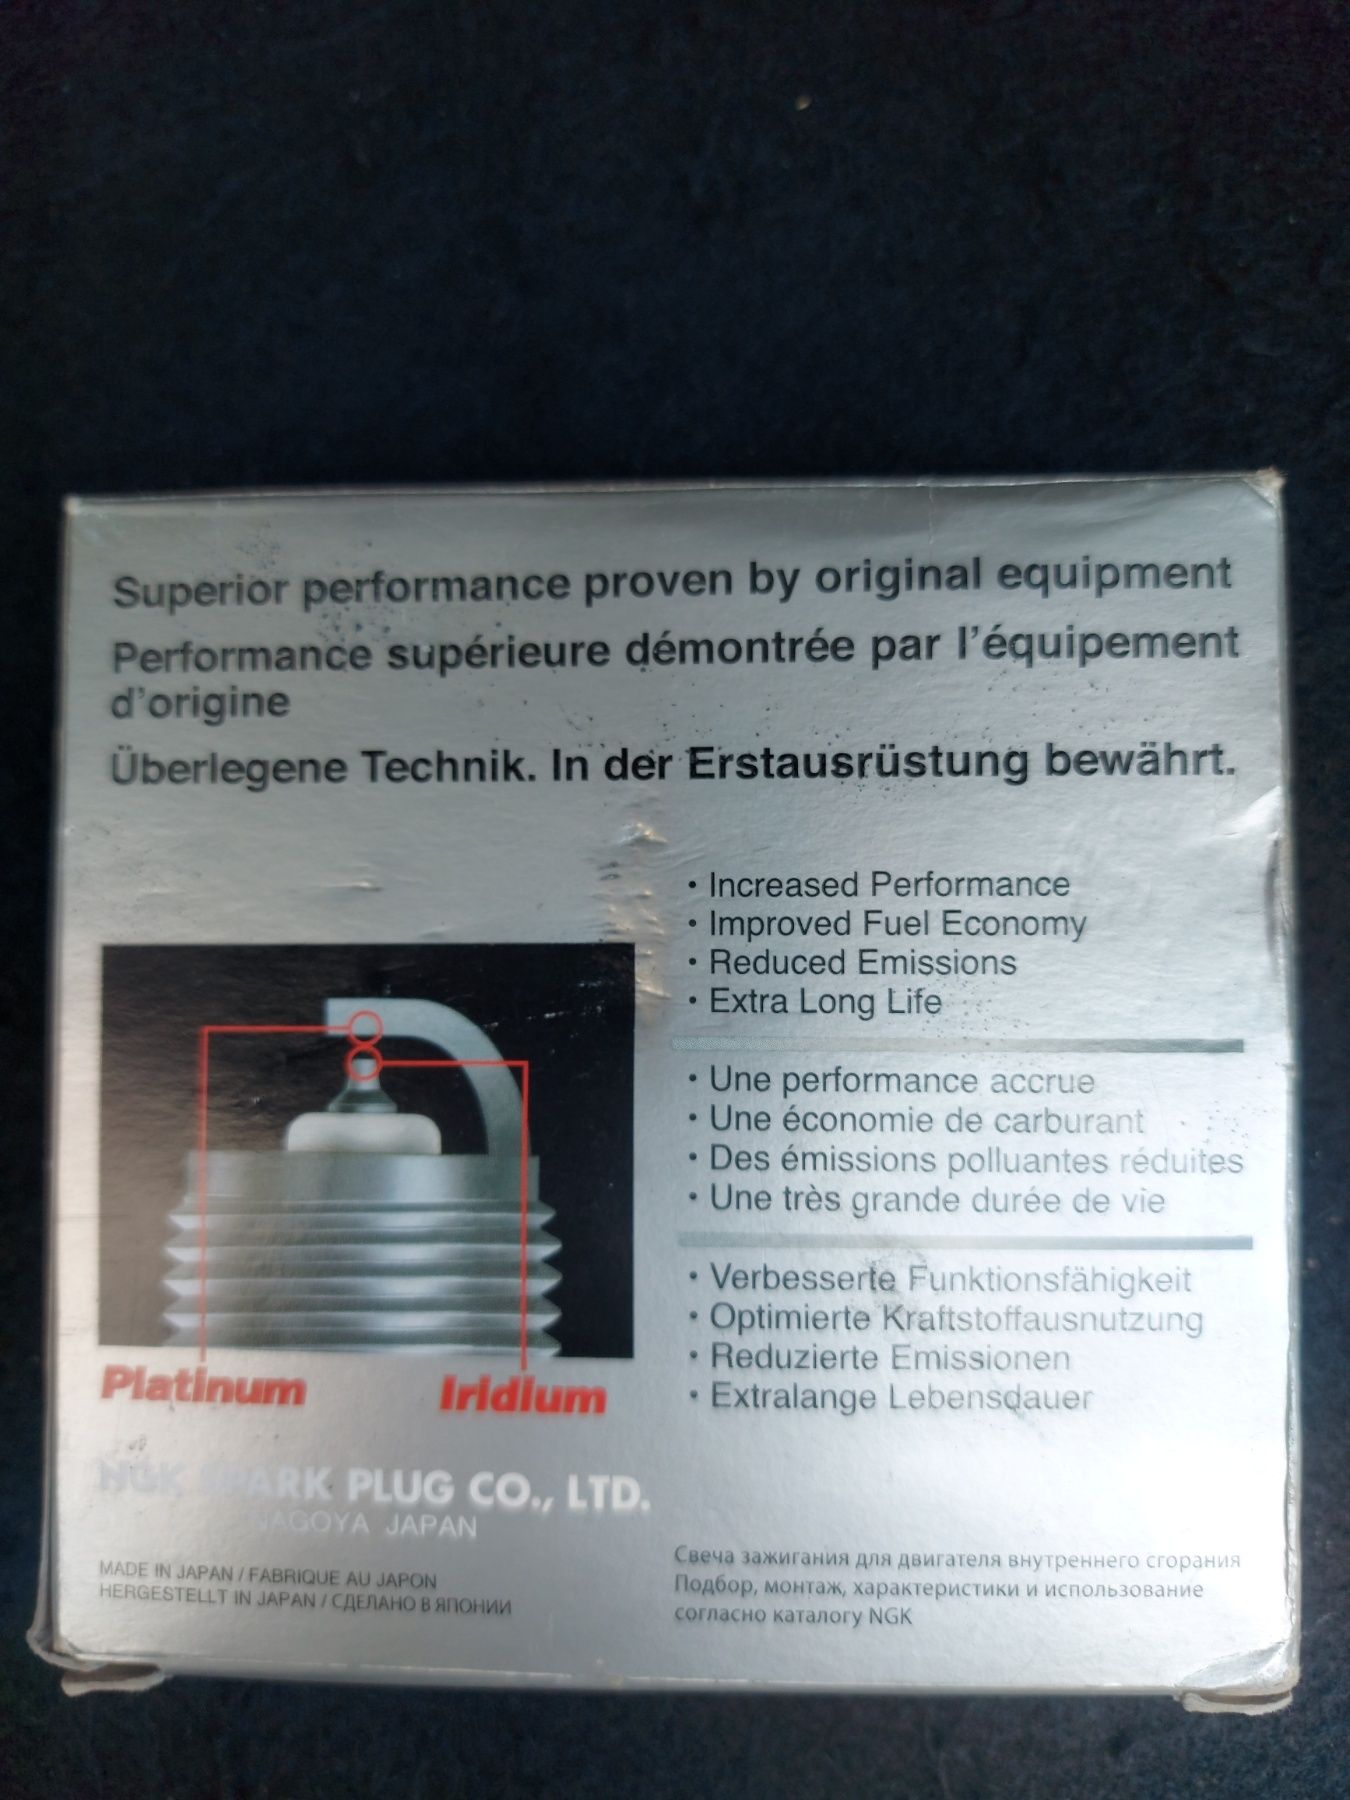 Superior performance proven by original equipment
Performance supérieure démontrée par l'équipement
d'origine
Überlegene Technik. In der Erstausrüstung bewährt.
• Increased Performance
• Improved Fuel Economy
• Reduced Emissions
• Extra Long Life
• Une performance accrue
• Une économie de carburant
• Des émissions polluantes réduites
• Une très grande durée de vie
• Verbesserte Funktionsfähigkeit
• Optimierte Kraftstoffausnutzung
• Reduzierte Emissionen
• Extralange Lebensdauer
Platinum
Iridium
NGK SPARK PLUG CO., LTD.
NAGOYA JAPAN
MADE IN JAPAN / FABRIQUE AU JAPON
HERGESTELLT IN JAPAN / СДЕЛАНО В ЯПОНИИ
Свеча зажигания для двигателя внутреннего сгорания
Подбор, монтаж, характеристики и использование
согласно каталогу NGK